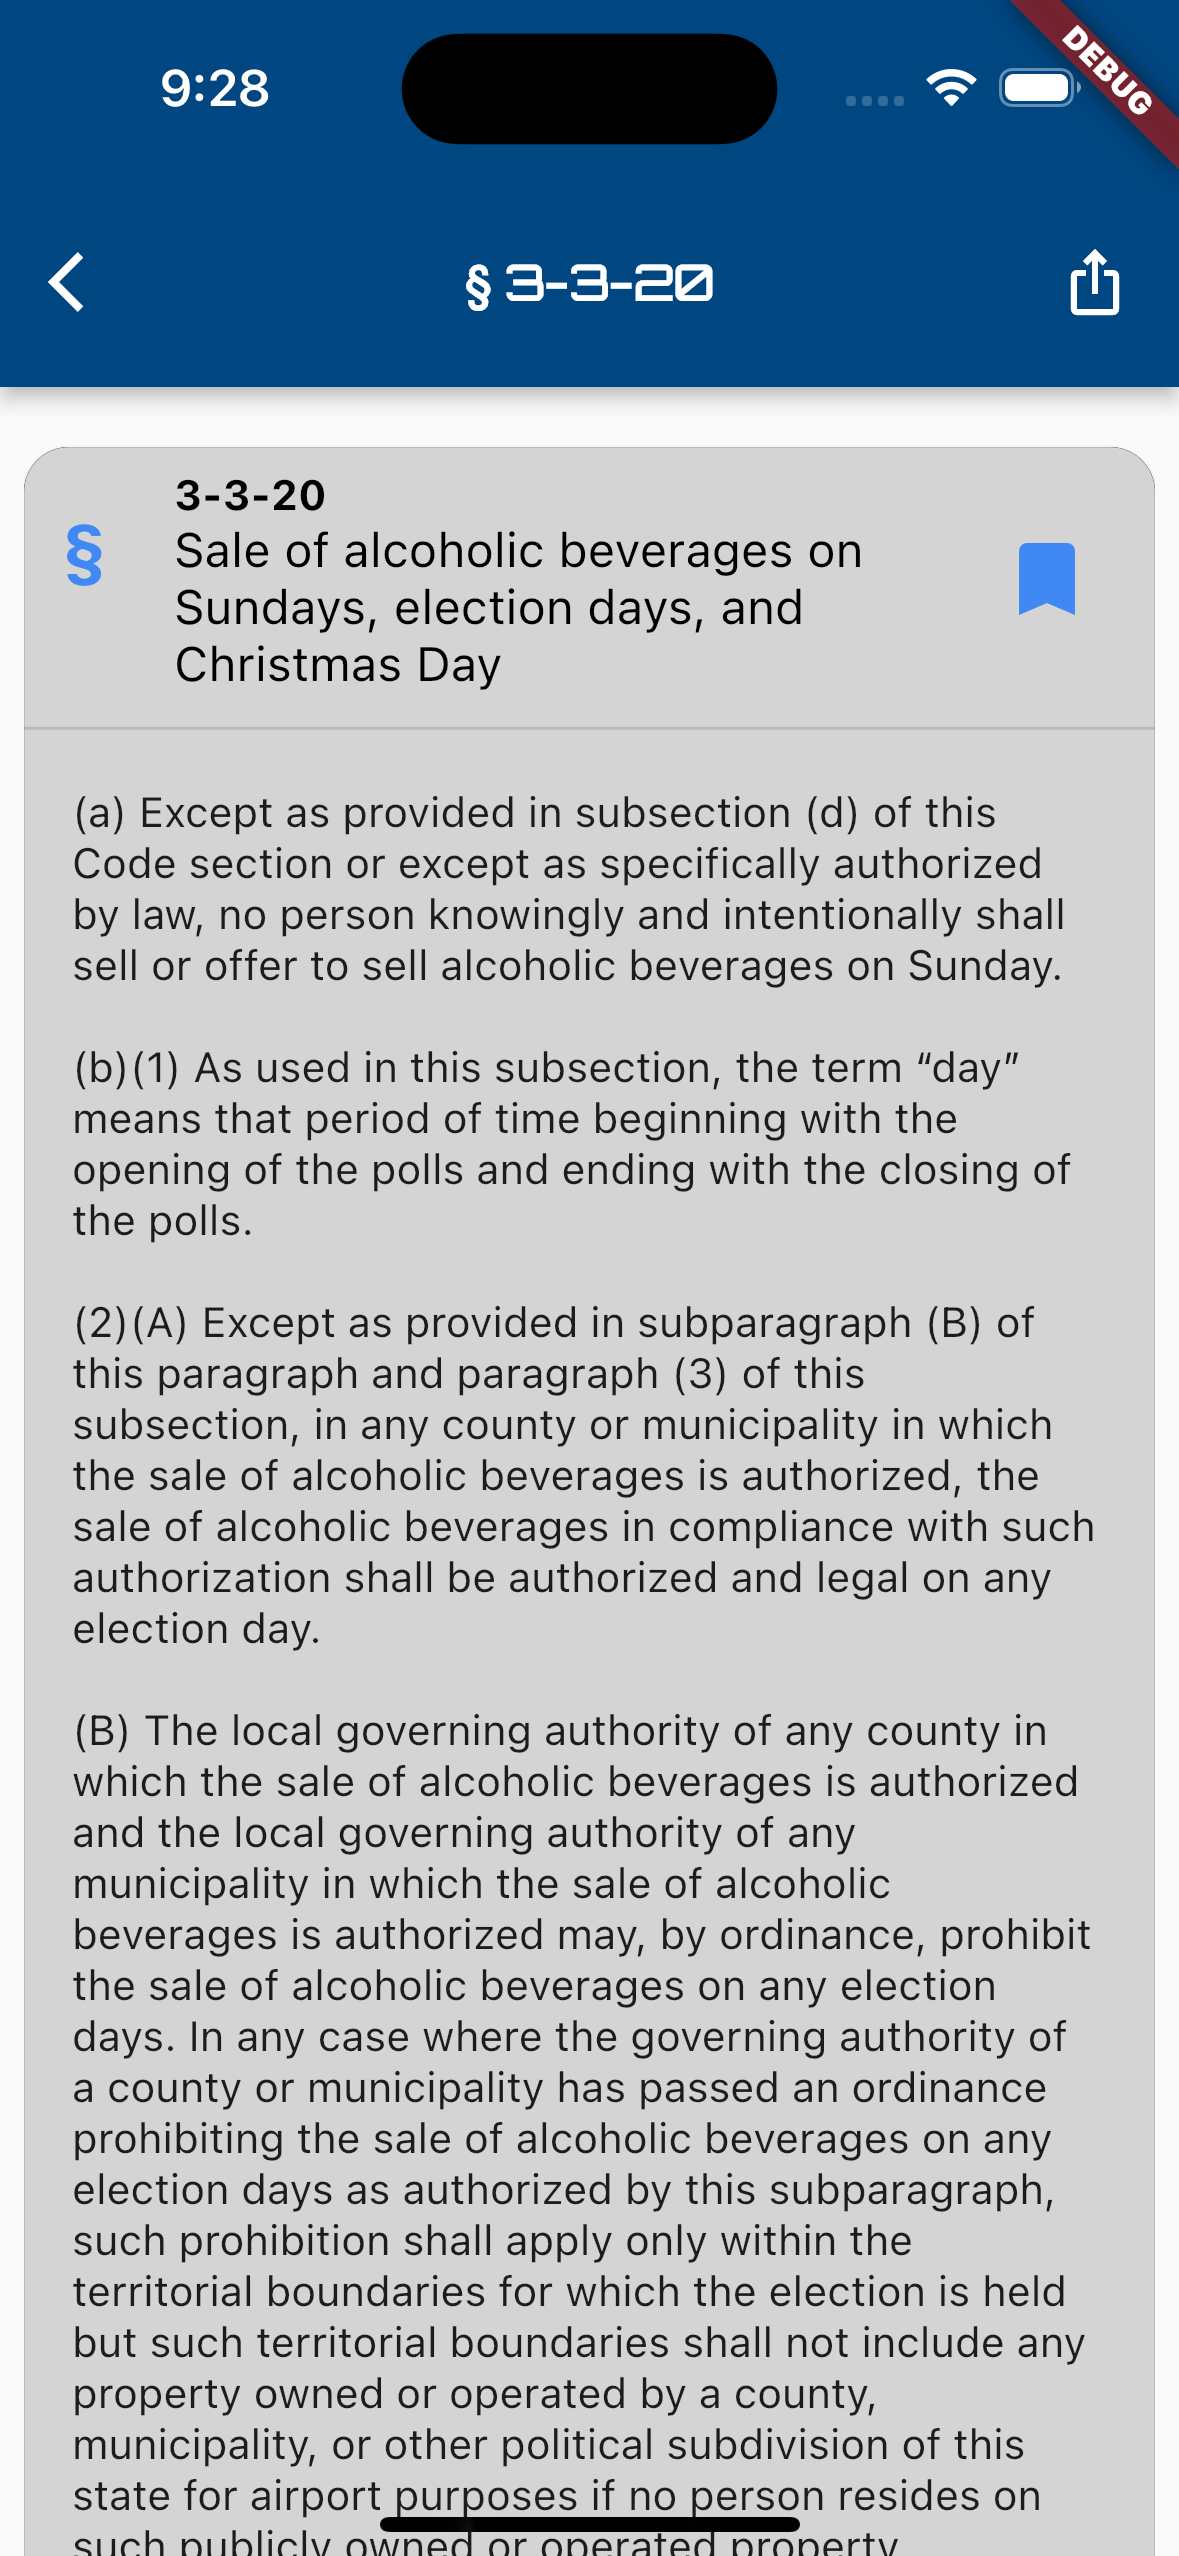 9:28
DEBUG
§ 3-3-20
§
3-3-20
Sale of alcoholic beverages on
Sundays, election days, and
Christmas Day
(a) Except as provided in subsection (d) of this
Code section or except as specifically authorized
by law, no person knowingly and intentionally shall
sell or offer to sell alcoholic beverages on Sunday.
(b)(1) As used in this subsection, the term “day”
means that period of time beginning with the
opening of the polls and ending with the closing of
the polls.
(2)(A) Except as provided in subparagraph (B) of
this paragraph and paragraph (3) of this
subsection, in any county or municipality in which
the sale of alcoholic beverages is authorized, the
sale of alcoholic beverages in compliance with such
authorization shall be authorized and legal on any
election day.
(B) The local governing authority of any county in
which the sale of alcoholic beverages is authorized
and the local governing authority of any
municipality in which the sale of alcoholic
beverages is authorized may, by ordinance, prohibit
the sale of alcoholic beverages on any election
days. In any case where the governing authority of
a county or municipality has passed an ordinance
prohibiting the sale of alcoholic beverages on any
election days as authorized by this subparagraph,
such prohibition shall apply only within the
territorial boundaries for which the election is held
but such territorial boundaries shall not include any
property owned or operated by a county,
municipality, or other political subdivision of this
state for airport purposes if no person resides on
such publicly owned or operated property